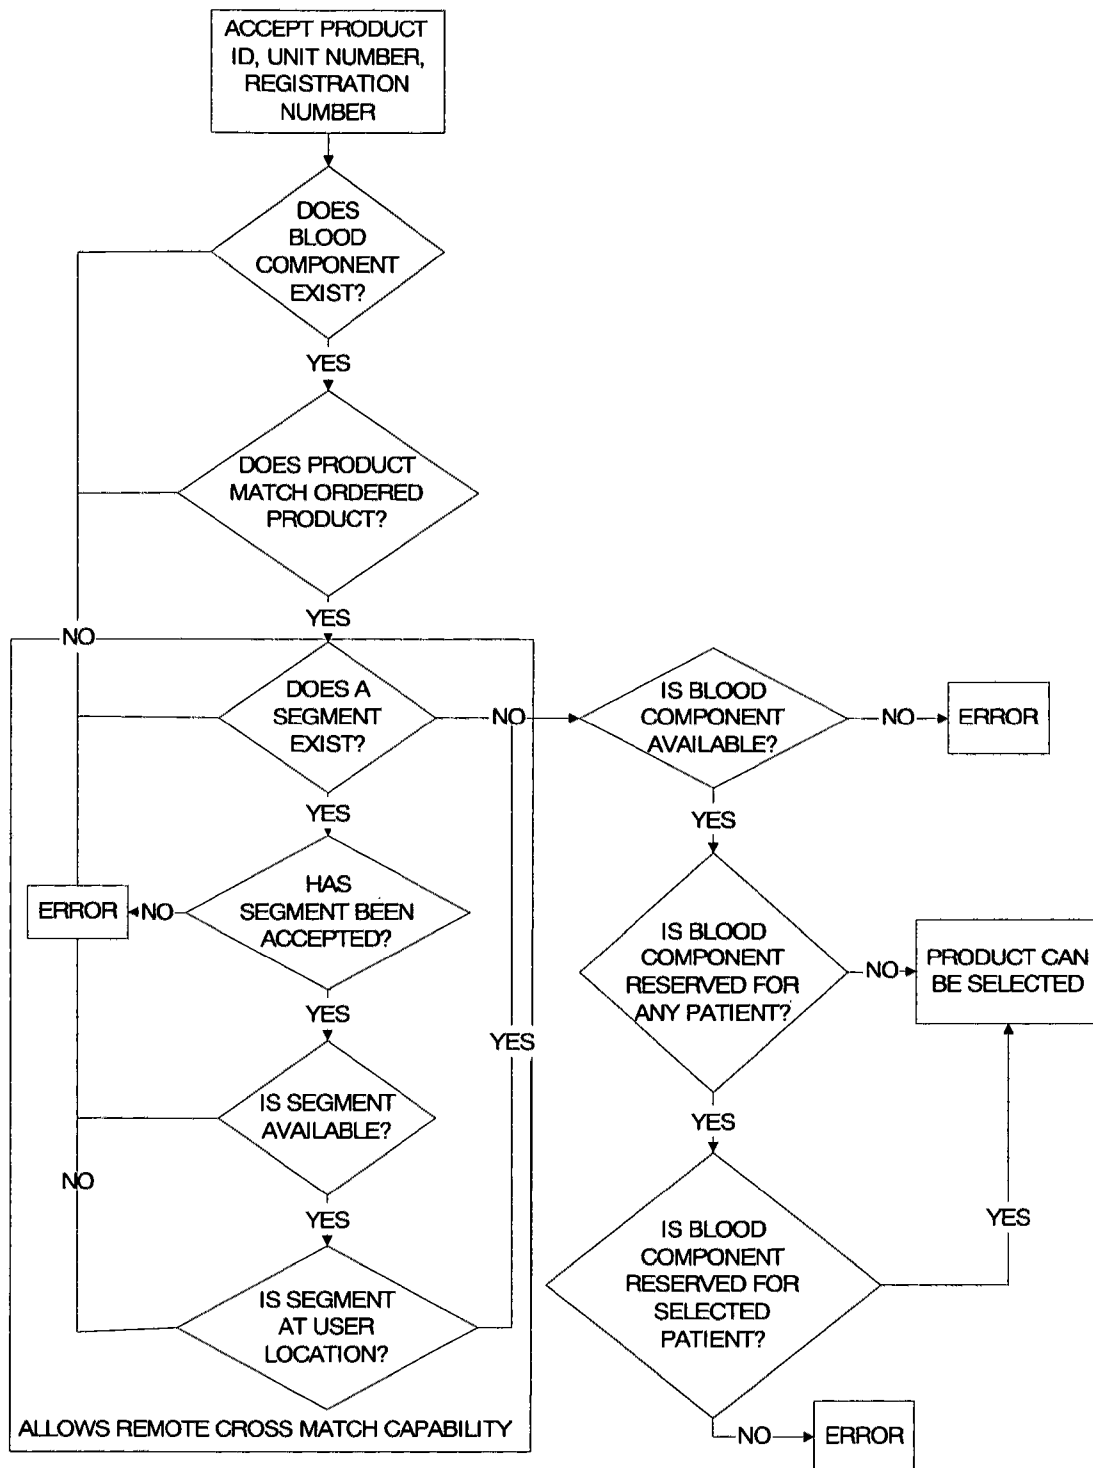 ACCEPT PRODUCT
ID, UNIT NUMBER,
REGISTRATION
NUMBER
DOES
BLOOD
COMPONENT
EXIST?
YES
DOES PRODUCT
MATCH ORDERED
PRODUCT?
YES
NO
DOES A
SEGMENT
EXIST?
NO
YES
HAS
SEGMENT BEEN
ACCEPTED?
NO
ERROR
YES
IS SEGMENT
AVAILABLE?
NO
YES
IS SEGMENT
AT USER
LOCATION?
YES
ALLOWS REMOTE CROSS MATCH CAPABILITY
IS BLOOD
COMPONENT
AVAILABLE?
NO
ERROR
YES
IS BLOOD
COMPONENT
RESERVED FOR
ANY PATIENT?
NO
PRODUCT CAN
BE SELECTED
YES
IS BLOOD
COMPONENT
RESERVED FOR
SELECTED
PATIENT?
YES
NO
ERROR